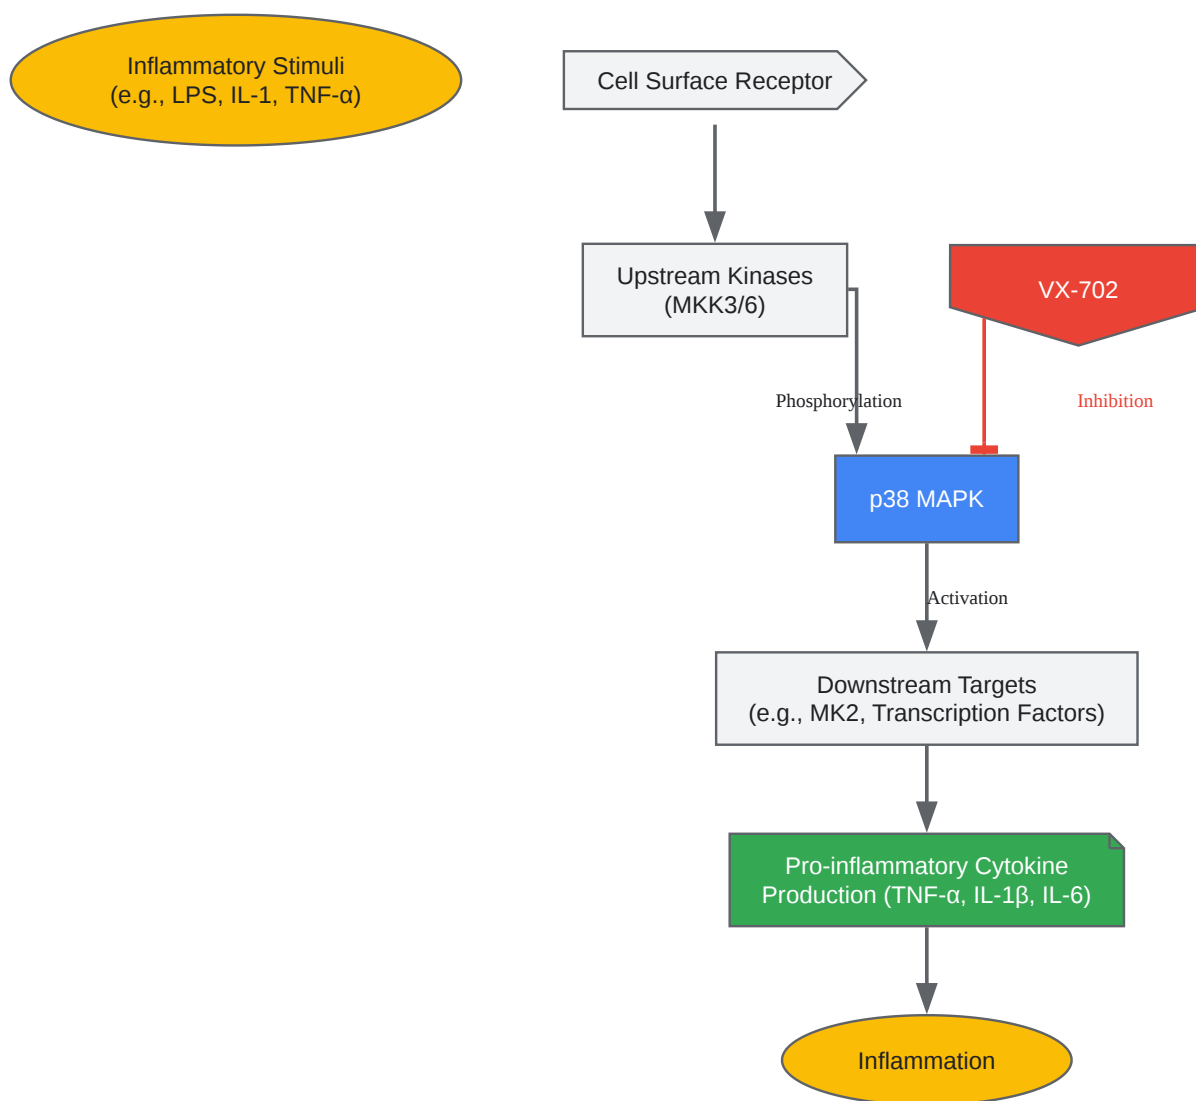 Inflammatory Stimuli
(e.g., LPS, IL-1, TNF-α)
Cell Surface Receptor
Upstream Kinases
(MKK3/6)
VX-702
Phosphorylation
Inhibition
p38 MAPK
Activation
Downstream Targets
(e.g., MK2, Transcription Factors)
Pro-inflammatory Cytokine
Production (TNF-α, IL-1β, IL-6)
Inflammation